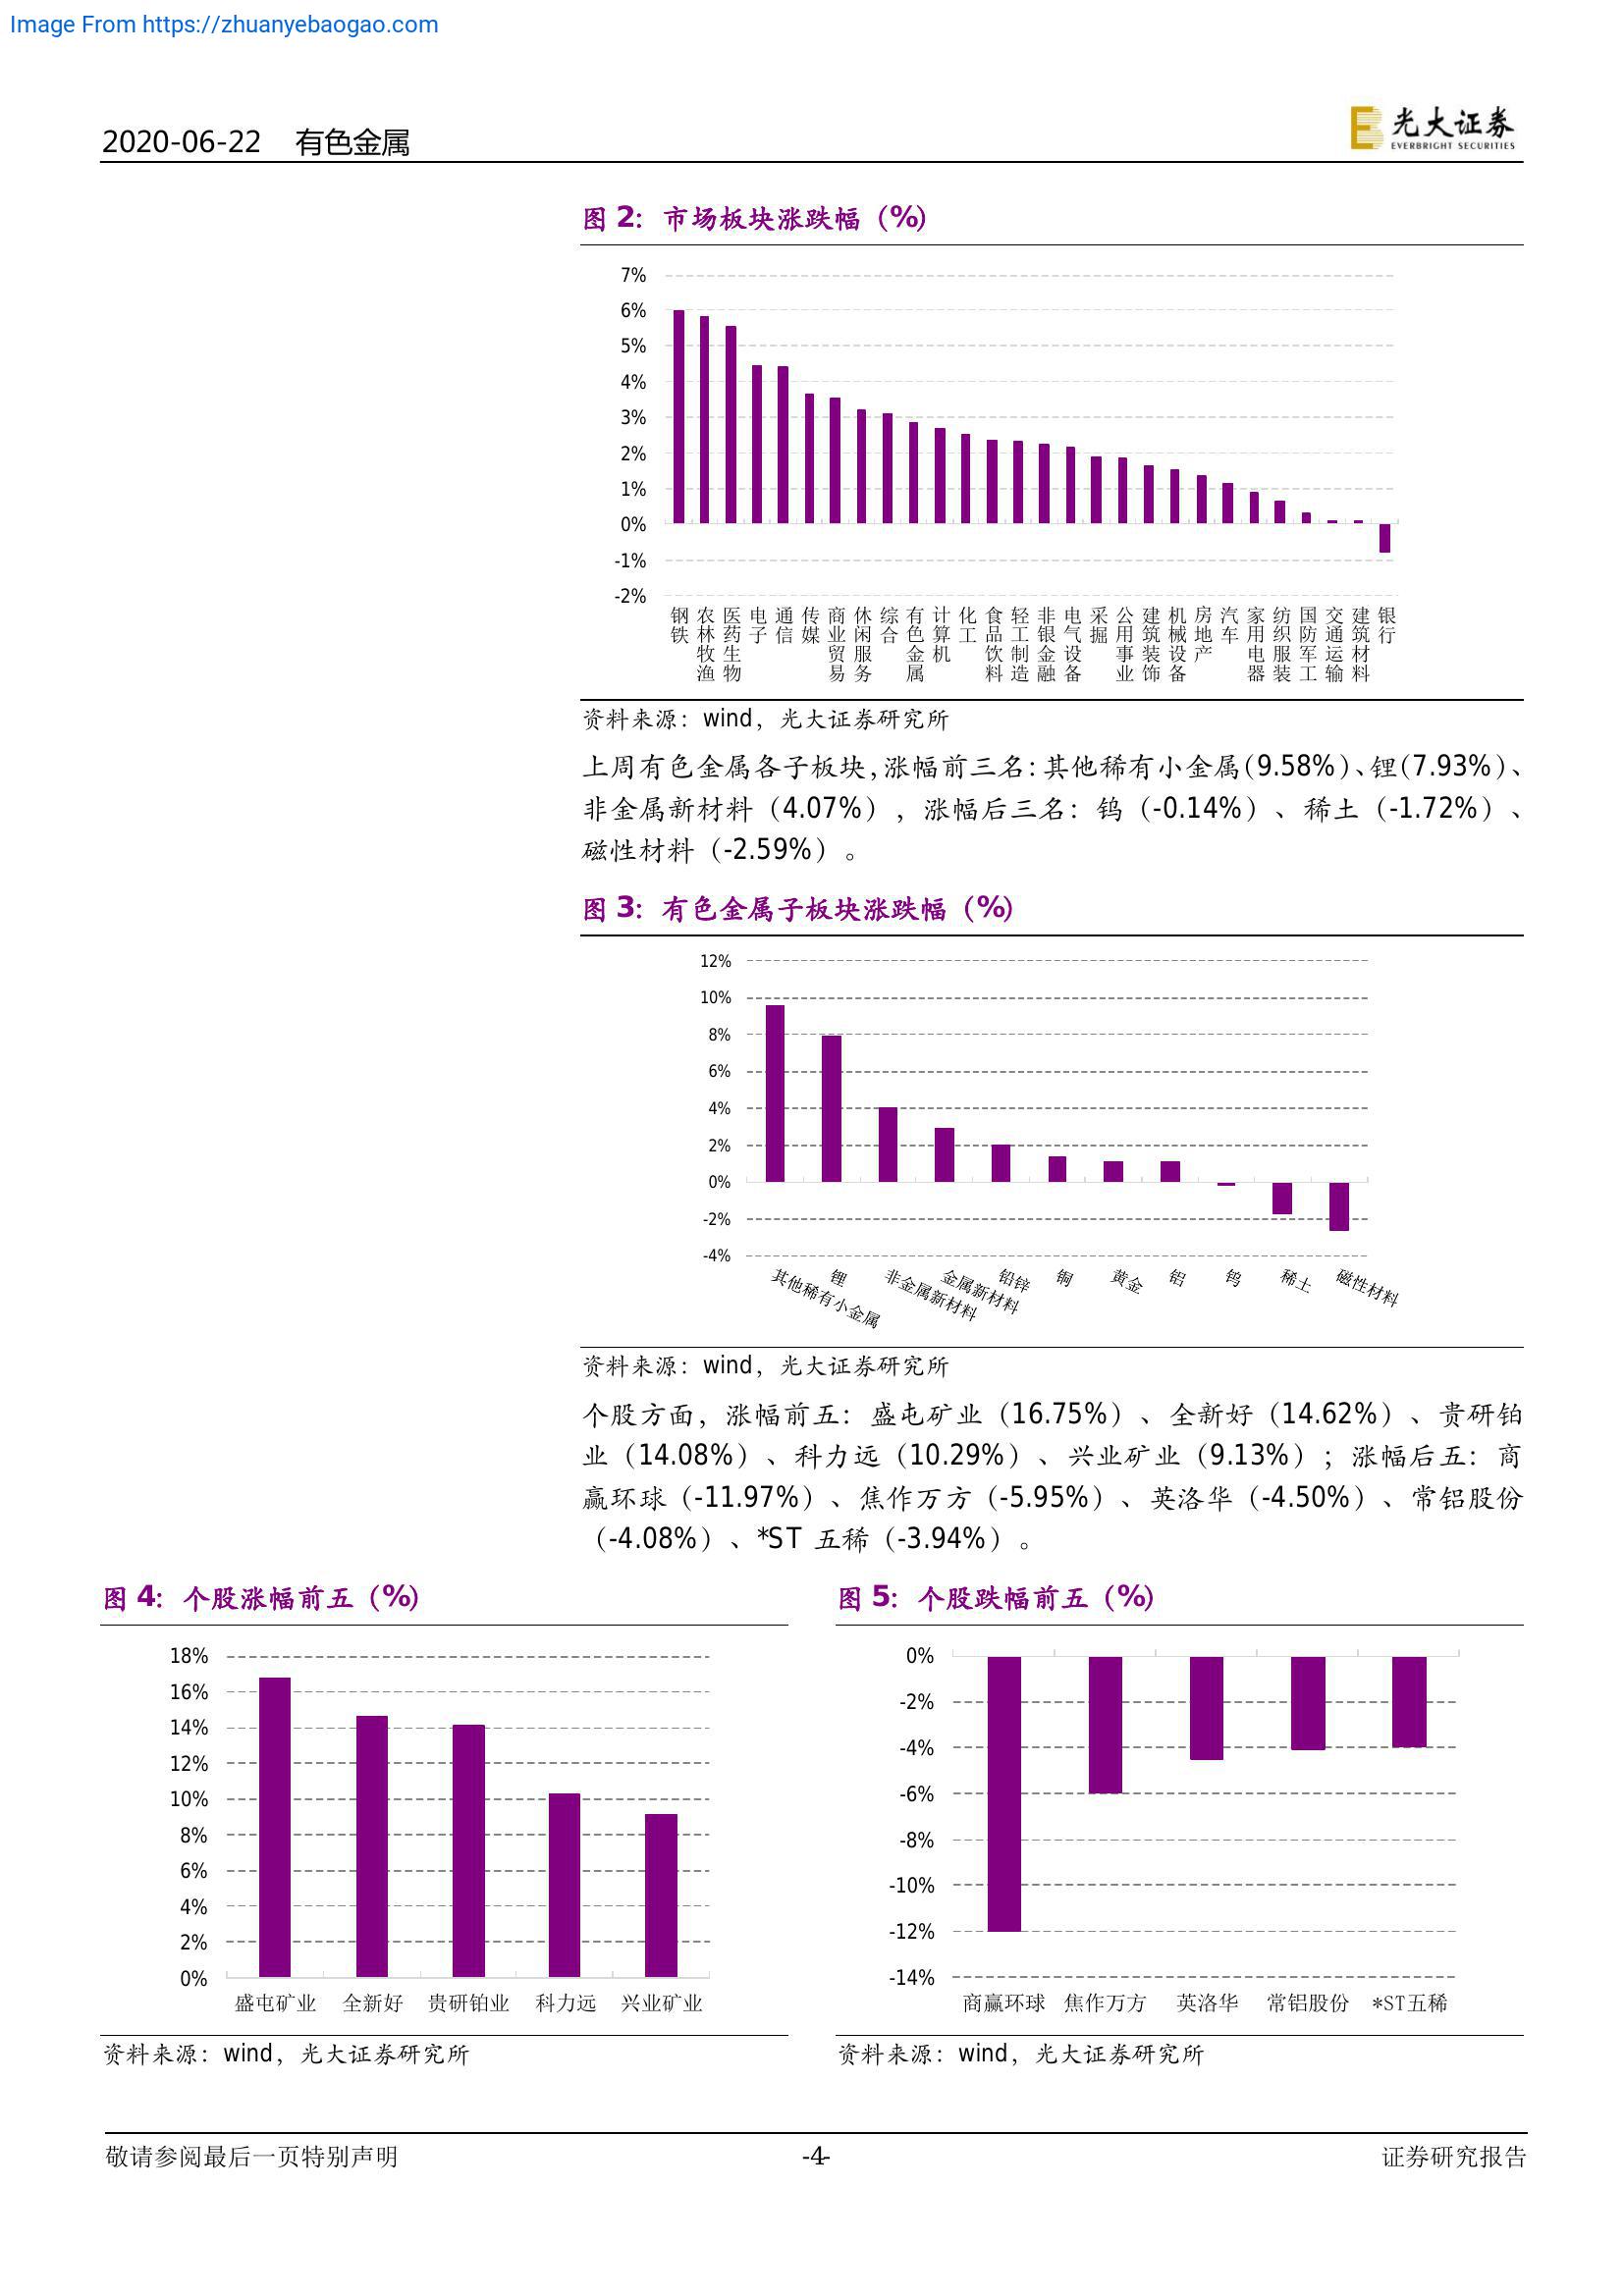 Image From https://zhuanyebaogao.com
2020-06-22 有色金属
光大证券
EVERBRIGHT SECURITIES
图 2：市场板块涨跌幅（%）
7%
6%
5%
4%
3%
2%
1%
0%
-1%
-2%
钢铁 农林牧渔 医药生物 电子 通信 传媒 商业贸易 休闲服务 综合 有色金属 计算机 化工 食品饮料 轻工制造 非银金融 电气设备 采掘 公用事业 建筑装饰 机械设备 房地产 汽车 家用电器 纺织服装 国防军工 交通运输 建筑材料 银行
资料来源：wind，光大证券研究所
上周有色金属各子板块，涨幅前三名：其他稀有小金属（9.58%）、锂（7.93%）、
非金属新材料（4.07%），涨幅后三名：钨（-0.14%）、稀土（-1.72%）、
磁性材料（-2.59%）。
图 3：有色金属子板块涨跌幅（%）
12%
10%
8%
6%
4%
2%
0%
-2%
-4%
其他稀有小金属 锂 非金属新材料 金属新材料 铅锌 铜 黄金 铝 钨 稀土 磁性材料
资料来源：wind，光大证券研究所
个股方面，涨幅前五：盛屯矿业（16.75%）、全新好（14.62%）、贵研铂
业（14.08%）、科力远（10.29%）、兴业矿业（9.13%）；涨幅后五：商
赢环球（-11.97%）、焦作万方（-5.95%）、英洛华（-4.50%）、常铝股份
（-4.08%）、*ST 五稀（-3.94%）。
图 4：个股涨幅前五（%）
18%
16%
14%
12%
10%
8%
6%
4%
2%
0%
盛屯矿业 全新好 贵研铂业 科力远 兴业矿业
资料来源：wind，光大证券研究所
图 5：个股跌幅前五（%）
0%
-2%
-4%
-6%
-8%
-10%
-12%
-14%
商赢环球 焦作万方 英洛华 常铝股份 *ST五稀
资料来源：wind，光大证券研究所
敬请参阅最后一页特别声明 -4- 证券研究报告